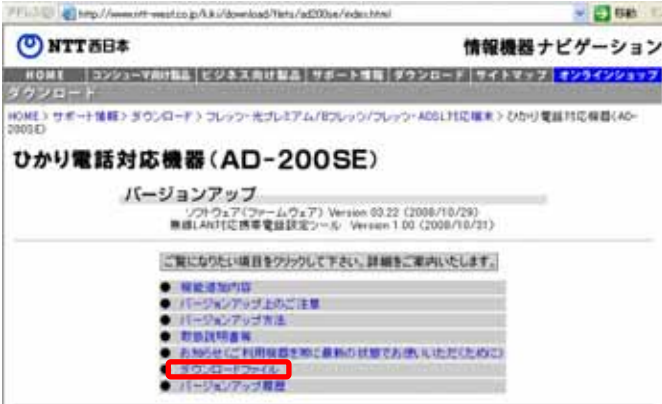 アドレス http://www.ntt-west.co.jp/kiki/download/flets/ad200se/index.html 移動
NTT西日本 情報機器ナビゲーション
HOME コンシューマ向け製品 ビジネス向け製品 サポート情報 ダウンロード サイトマップ オンラインショップ
ダウンロード
HOME > サポート情報 > ダウンロード > フレッツ・光プレミアム/Bフレッツ/フレッツ・ADSL対応端末 > ひかり電話対応機器(AD-
200SE)
ひかり電話対応機器(AD-200SE)
バージョンアップ
ソフトウェア(ファームウェア) Version 03.22 (2008/10/29)
無線LAN対応携帯電話設定ツール Version 1.00 (2008/10/31)
ご覧になりたい項目をクリックして下さい。詳細をご案内いたします。
● 機能追加内容
● バージョンアップ上のご注意
● バージョンアップ方法
● 取扱説明書等
● お知らせ(ご利用機器を常に最新の状態でお使いいただくために)
● ダウンロードファイル
● バージョンアップ履歴